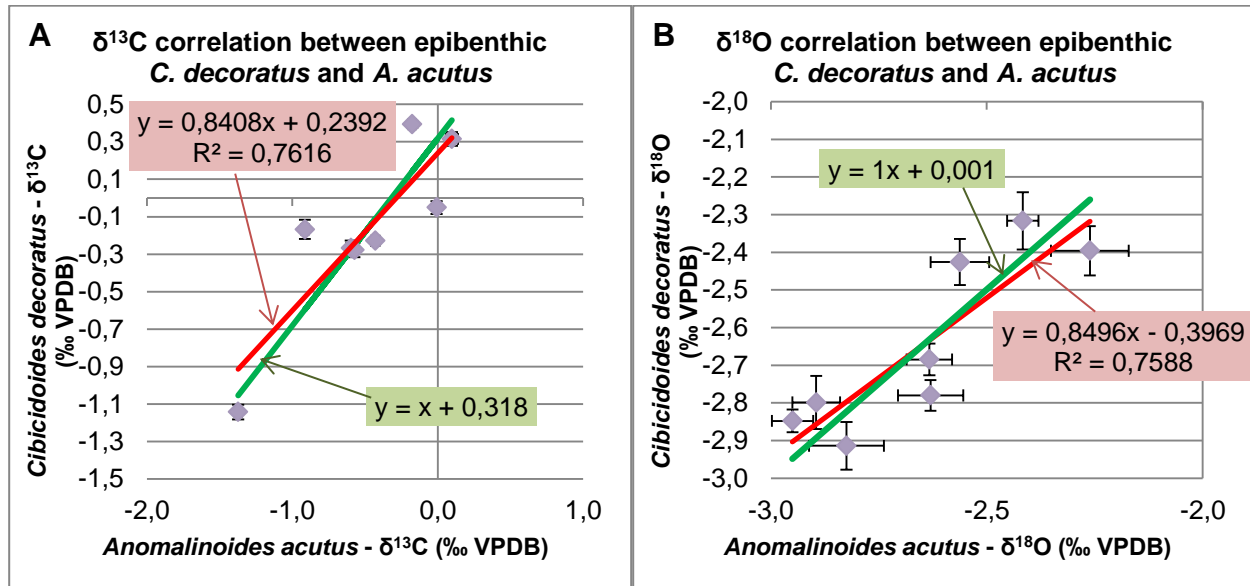 A
δ¹³C correlation between epibenthic
C. decoratus and A. acutus
Cibicidoides decoratus - δ¹³C
(‰ VPDB)
0,5
0,3
0,1
-0,1
-0,3
-0,5
-0,7
-0,9
-1,1
-1,3
-1,5
y = 0,8408x + 0,2392
R² = 0,7616
y = x + 0,318
-2,0
-1,0
0,0
1,0
Anomalinoides acutus - δ¹³C (‰ VPDB)
B
δ¹⁸O correlation between epibenthic
C. decoratus and A. acutus
Cibicidoides decoratus - δ¹⁸O
(‰ VPDB)
-2,0
-2,1
-2,2
-2,3
-2,4
-2,5
-2,6
-2,7
-2,8
-2,9
-3,0
y = 1x + 0,001
y = 0,8496x - 0,3969
R² = 0,7588
-3,0
-2,5
-2,0
Anomalinoides acutus - δ¹⁸O (‰ VPDB)